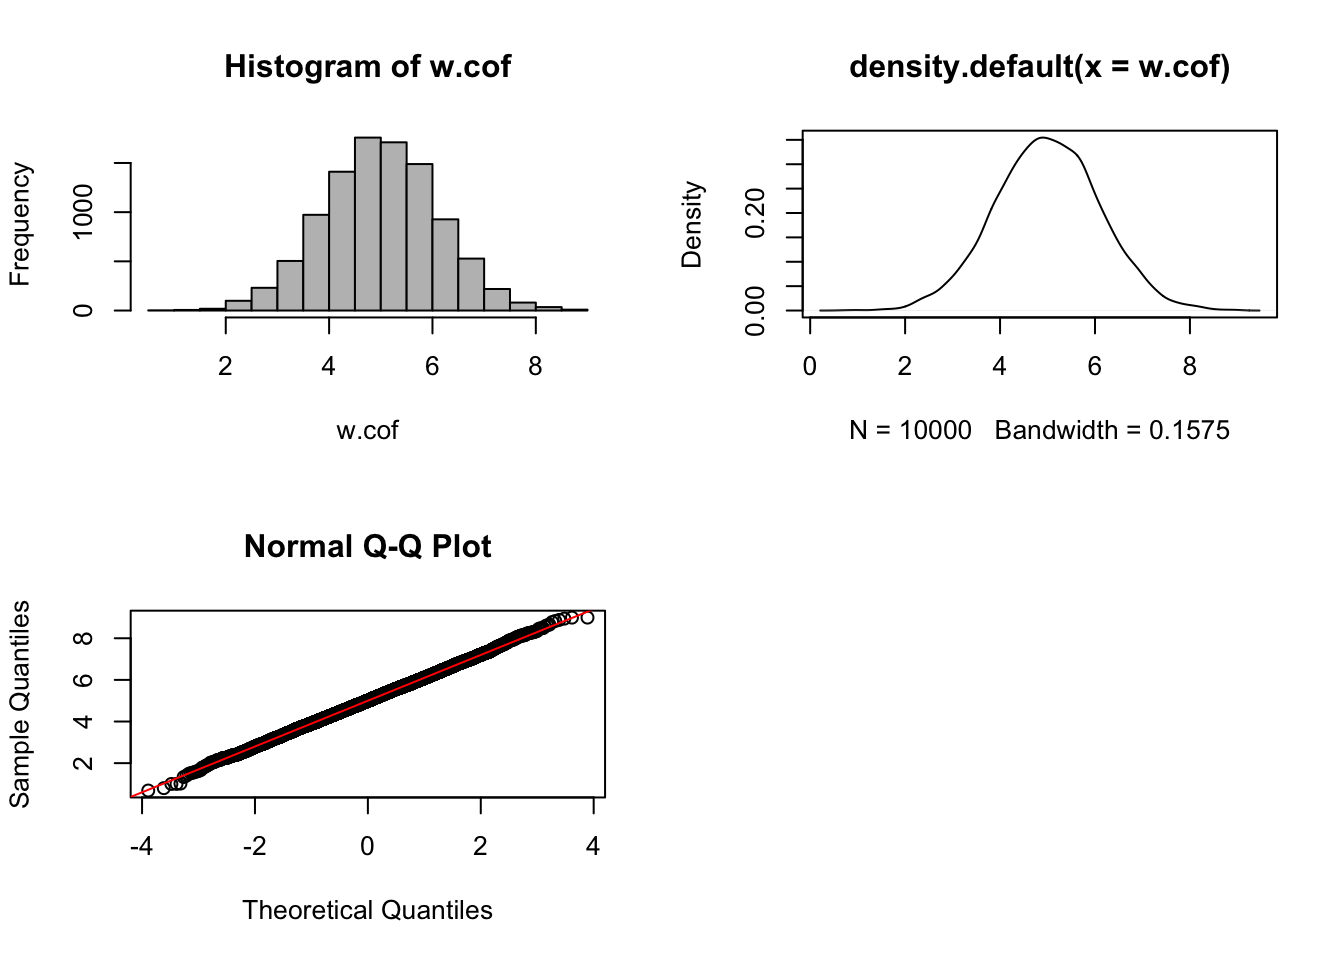 Histogram of w.cof
Frequency
0 1000
2 4 6 8
w.cof
density.default(x = w.cof)
Density
0.00 0.20
0 2 4 6 8
N = 10000 Bandwidth = 0.1575
Normal Q-Q Plot
Sample Quantiles
2 4 6 8
-4 -2 0 2 4
Theoretical Quantiles